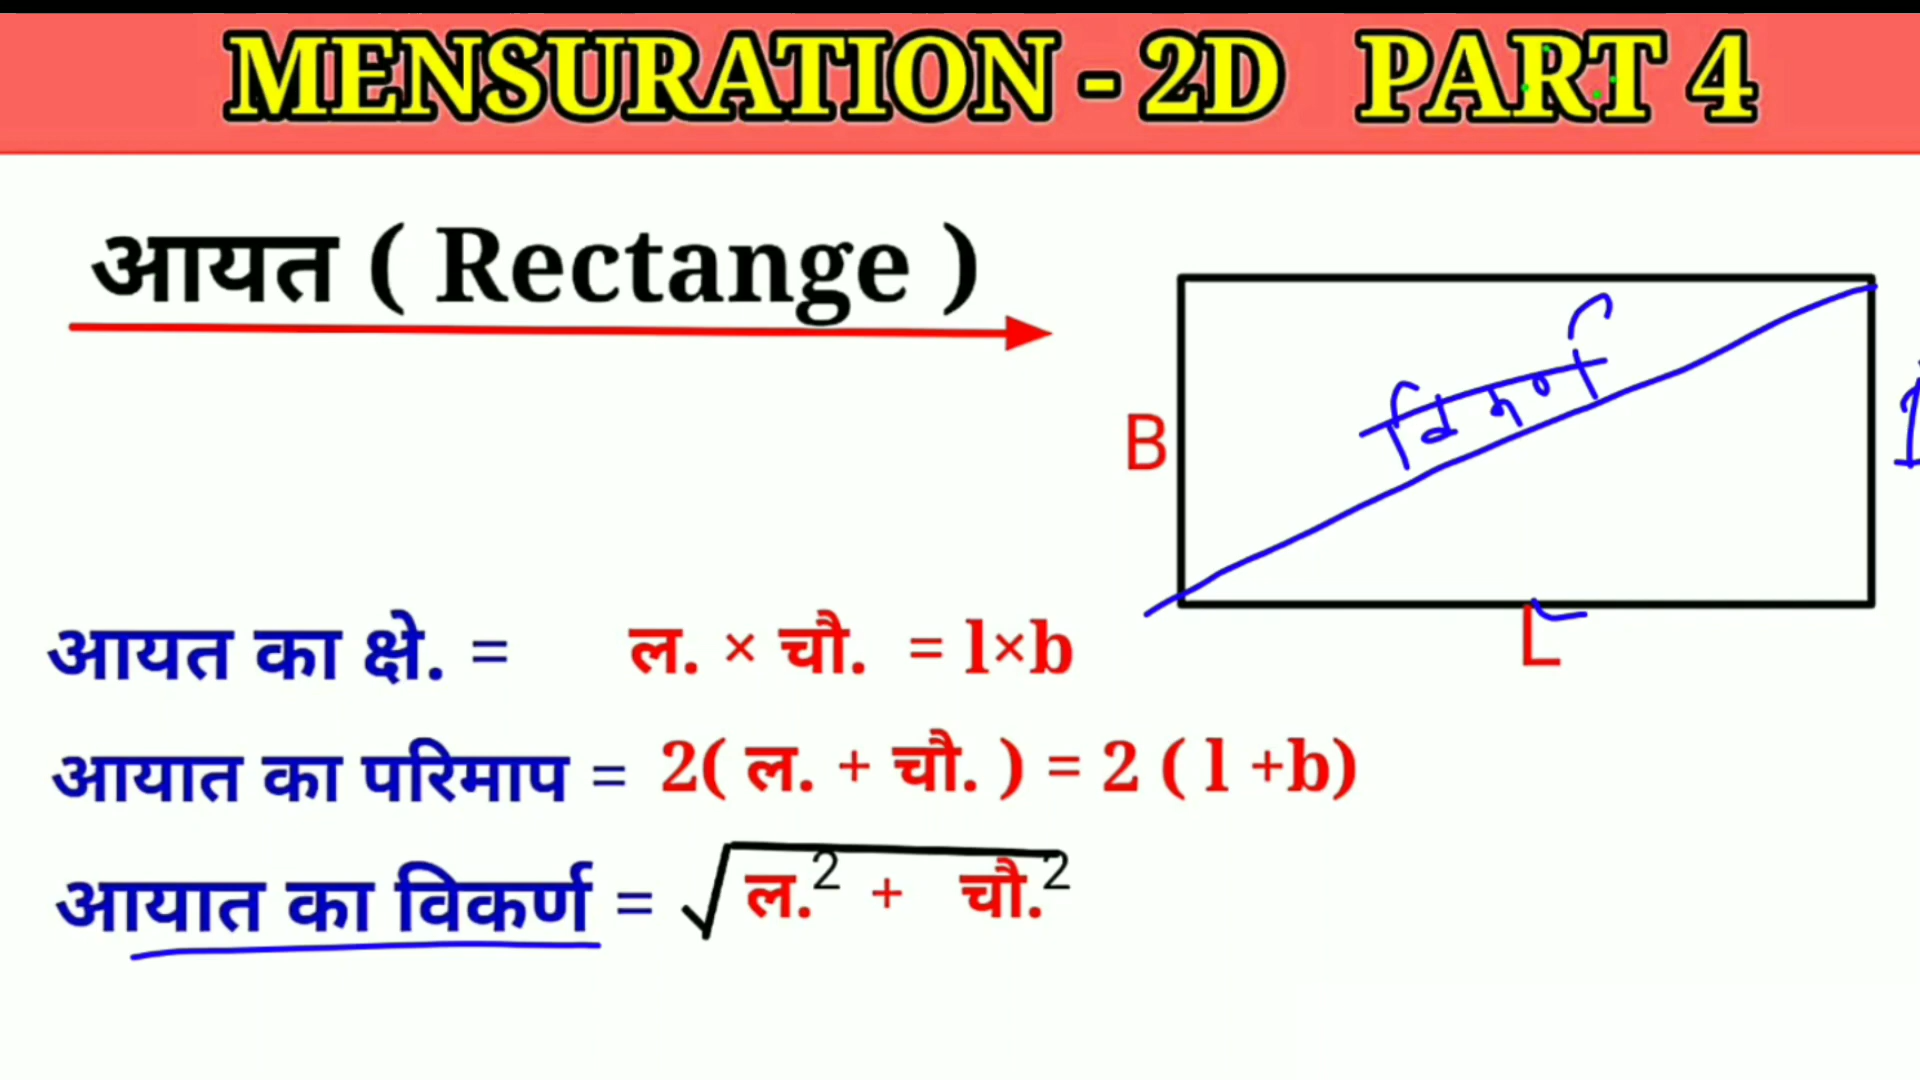 MENSURATION - 2D PART 4
आयत ( Rectange )
विकर्ण
B
L
आयत का क्षे. = ल. × चौ. = l×b
आयात का परिमाप = 2( ल. + चौ. ) = 2 ( l +b)
आयात का विकर्ण = √ल.² + चौ.²